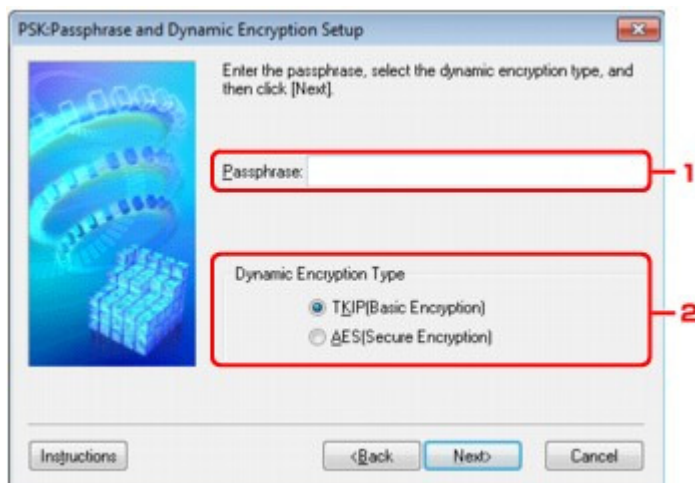 PSK:Passphrase and Dynamic Encryption Setup
Enter the passphrase, select the dynamic encryption type, and
then click [Next].
Passphrase:
1
Dynamic Encryption Type
TKIP(Basic Encryption)
AES(Secure Encryption)
2
Instructions
<Back
Next>
Cancel